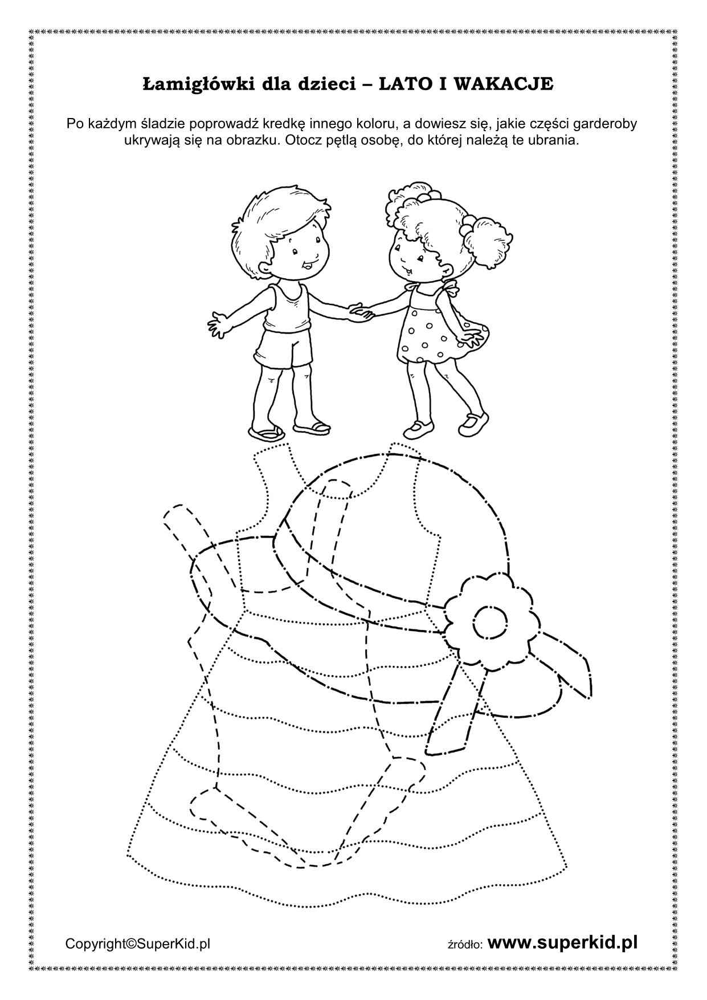 Łamigłówki dla dzieci – LATO I WAKACJE
Po każdym śladzie poprowadź kredkę innego koloru, a dowiesz się, jakie części garderoby
ukrywają się na obrazku. Otocz pętlą osobę, do której należą te ubrania.
Copyright©SuperKid.pl
źródło: www.superkid.pl